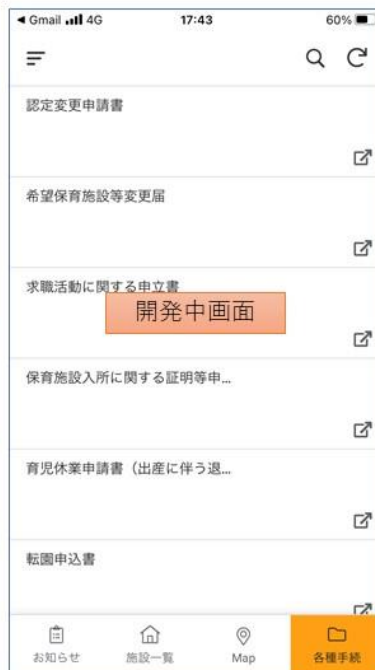 Gmail 4G 17:43 60%
認定変更申請書
希望保育施設等変更届
求職活動に関する申立書
開発中画面
保育施設入所に関する証明等申...
育児休業申請書（出産に伴う退...
転園申込書
お知らせ 施設一覧 Map 各種手続